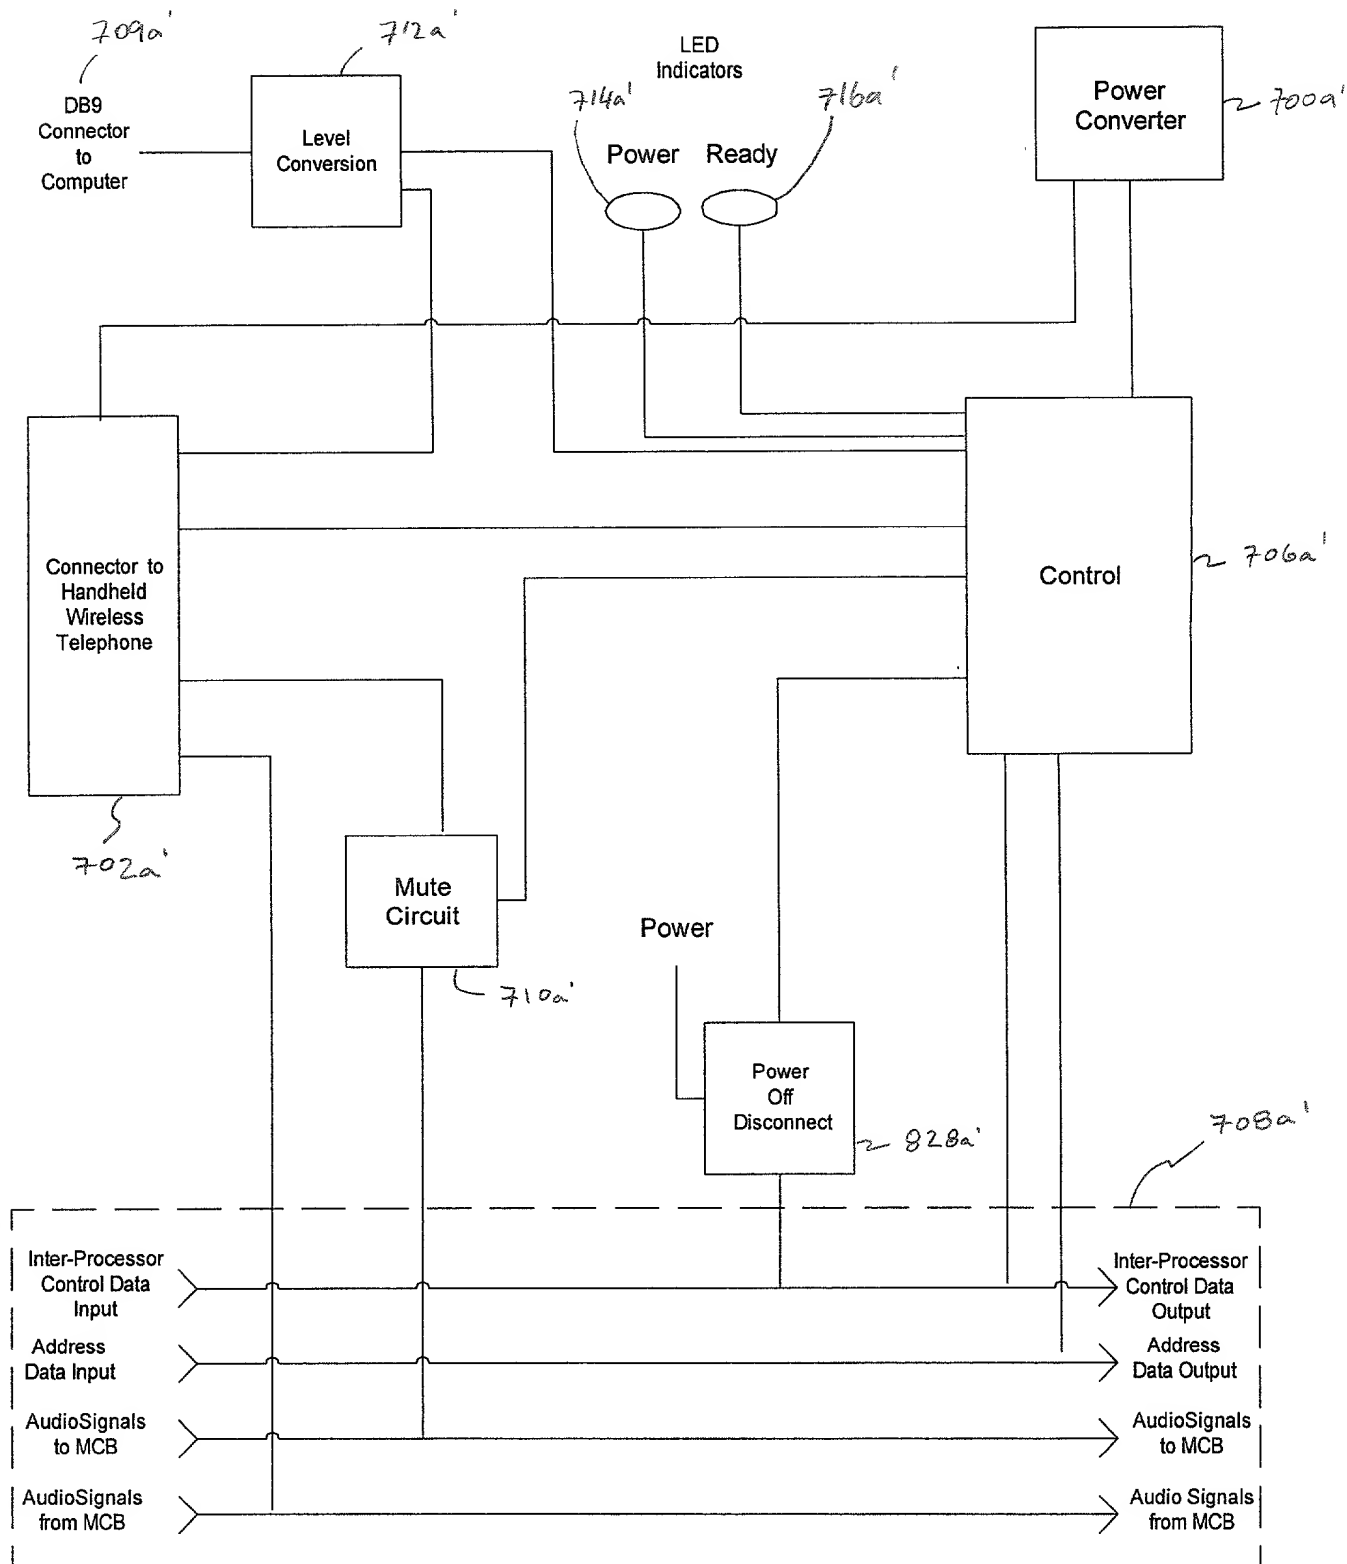 709a'
712a'
LED
Indicators
714a'
716a'
DB9
Connector
to
Computer
Level
Conversion
Power
Ready
Power
Converter
700a'
Connector to
Handheld
Wireless
Telephone
702a'
Control
706a'
Mute
Circuit
710a'
Power
Power
Off
Disconnect
828a'
708a'
Inter-Processor
Control Data
Input
Inter-Processor
Control Data
Output
Address
Data Input
Address
Data Output
AudioSignals
to MCB
AudioSignals
to MCB
AudioSignals
from MCB
Audio Signals
from MCB